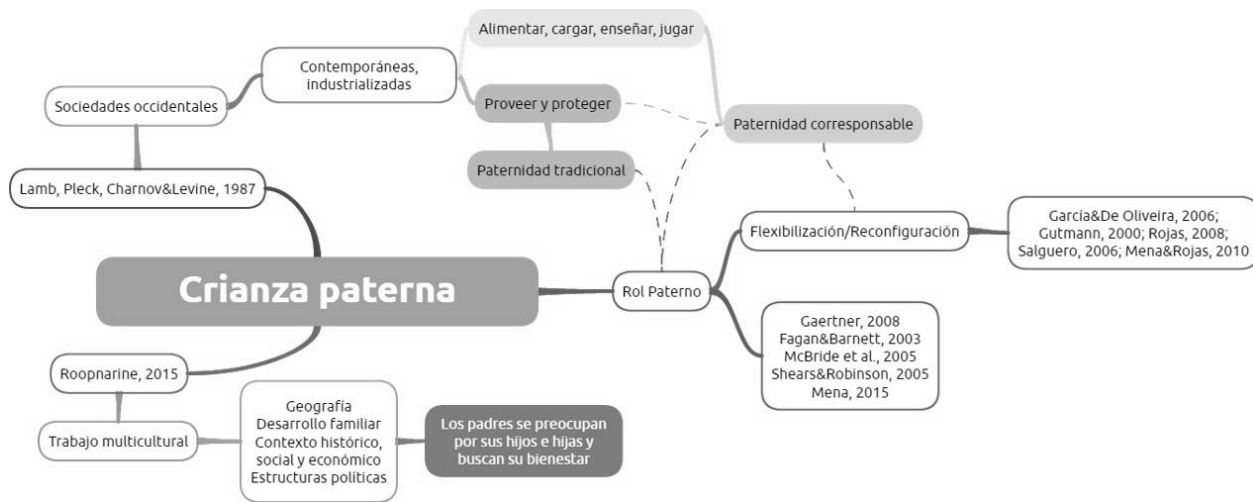 Alimentar, cargar, enseñar, jugar
Contemporáneas,
industrializadas
Sociedades occidentales
Proveer y proteger
Paternidad corresponsable
Paternidad tradicional
Lamb, Pleck, Charnov&Levine, 1987
Flexibilización/Reconfiguración
García&De Oliveira, 2006;
Gutmann, 2000; Rojas, 2008;
Salguero, 2006; Mena&Rojas, 2010
Crianza paterna
Rol Paterno
Gaertner, 2008
Fagan&Barnett, 2003
McBride et al., 2005
Shears&Robinson, 2005
Mena, 2015
Roopnarine, 2015
Trabajo multicultural
Geografía
Desarrollo familiar
Contexto histórico,
social y económico
Estructuras políticas
Los padres se preocupan
por sus hijos e hijas y
buscan su bienestar